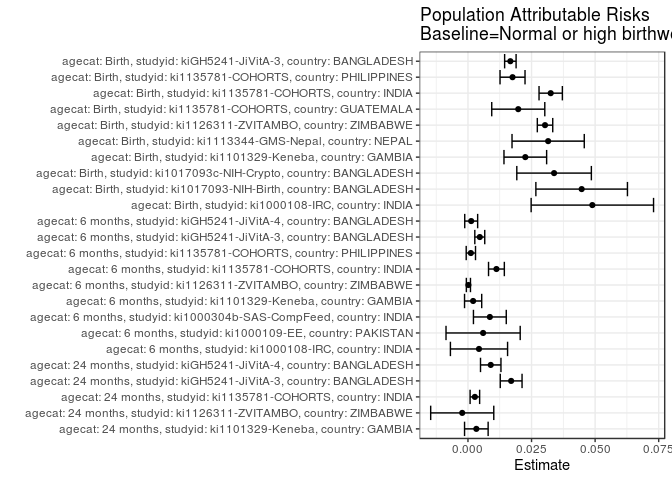 Population Attributable Risks
Baseline=Normal or high
agecat: Birth, studyid: kiGH5241-JiVitA-3, country: BANGLADESH
agecat: Birth, studyid: ki1135781-COHORTS, country: PHILIPPINES
agecat: Birth, studyid: ki1135781-COHORTS, country: INDIA
agecat: Birth, studyid: ki1135781-COHORTS, country: GUATEMALA
agecat: Birth, studyid: ki1126311-ZVITAMBO, country: ZIMBABWE
agecat: Birth, studyid: ki1113344-GMS-Nepal, country: NEPAL
agecat: Birth, studyid: ki1101329-Keneba, country: GAMBIA
agecat: Birth, studyid: ki1017093c-NIH-Crypto, country: BANGLADESH
agecat: Birth, studyid: ki1017093-NIH-Birth, country: BANGLADESH
agecat: Birth, studyid: ki1000108-IRC, country: INDIA
agecat: 6 months, studyid: kiGH5241-JiVitA-4, country: BANGLADESH
agecat: 6 months, studyid: kiGH5241-JiVitA-3, country: BANGLADESH
agecat: 6 months, studyid: ki1135781-COHORTS, country: PHILIPPINES
agecat: 6 months, studyid: ki1135781-COHORTS, country: INDIA
agecat: 6 months, studyid: ki1126311-ZVITAMBO, country: ZIMBABWE
agecat: 6 months, studyid: ki1101329-Keneba, country: GAMBIA
agecat: 6 months, studyid: ki1000304b-SAS-CompFeed, country: INDIA
agecat: 6 months, studyid: ki1000109-EE, country: PAKISTAN
agecat: 6 months, studyid: ki1000108-IRC, country: INDIA
agecat: 24 months, studyid: kiGH5241-JiVitA-4, country: BANGLADESH
agecat: 24 months, studyid: kiGH5241-JiVitA-3, country: BANGLADESH
agecat: 24 months, studyid: ki1135781-COHORTS, country: INDIA
agecat: 24 months, studyid: ki1126311-ZVITAMBO, country: ZIMBABWE
agecat: 24 months, studyid: ki1101329-Keneba, country: GAMBIA
0.000 0.025 0.050 0.075
Estimate